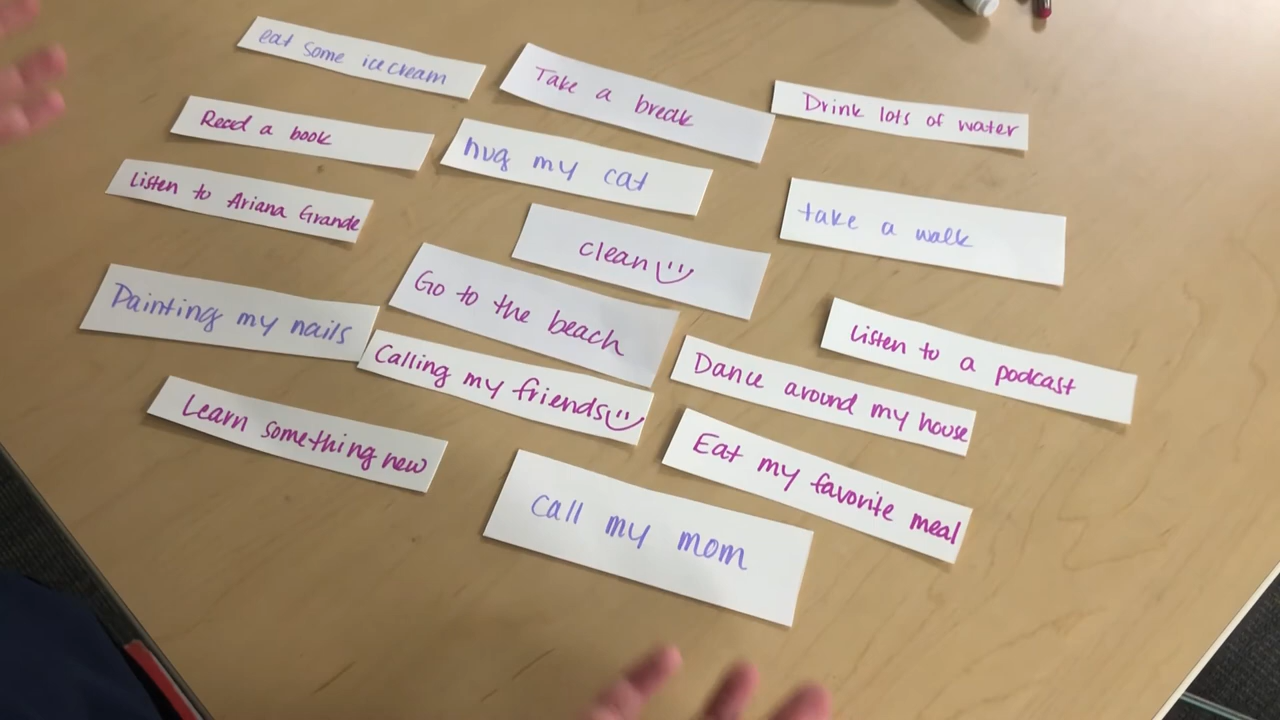 eat some ice cream
Take a break
Drink lots of water
Read a book
hug my cat
Listen to Ariana Grande
take a walk
clean
Painting my nails
Go to the beach
Listen to a podcast
Calling my friends
Dance around my house
Learn something new
Eat my favorite meal
call my mom